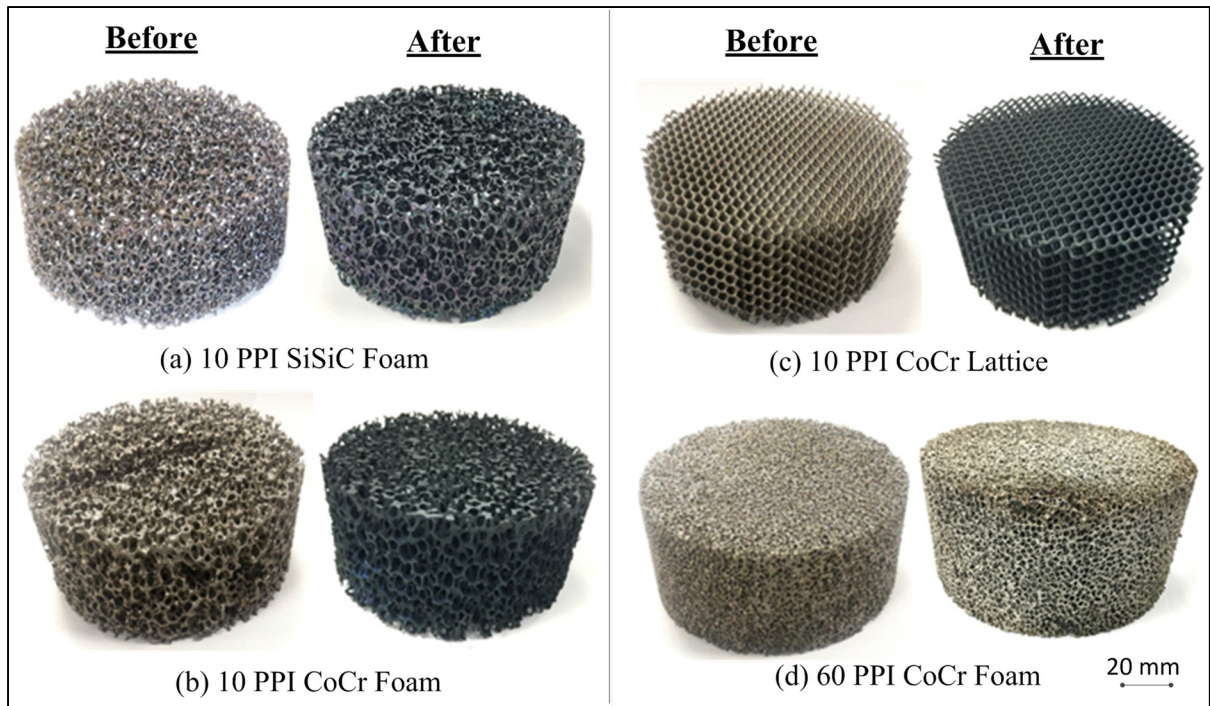 Before
After
(a) 10 PPI SiSiC Foam
(b) 10 PPI CoCr Foam
Before
After
(c) 10 PPI CoCr Lattice
(d) 60 PPI CoCr Foam
20 mm